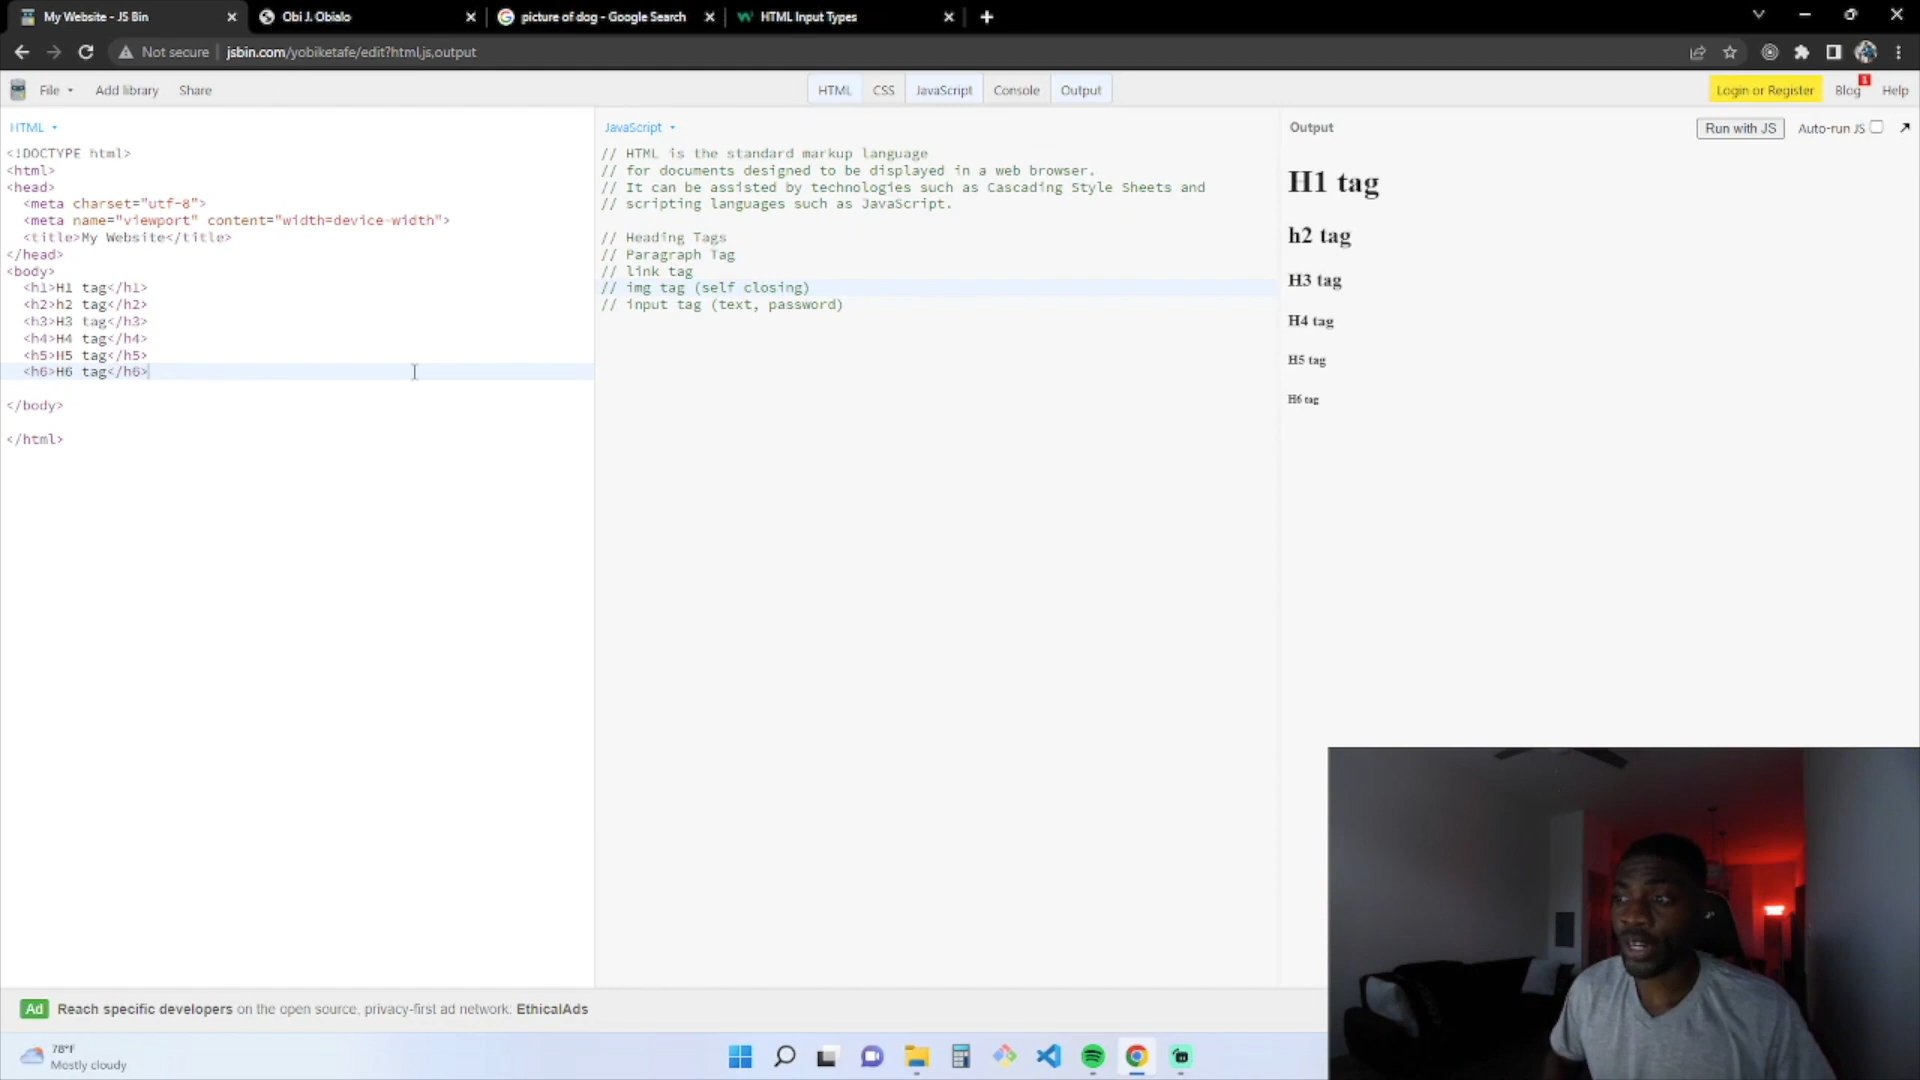 My Website - JS Bin
Obi J. Obialo
picture of dog - Google Search
HTML Input Types
Not secure
jsbin.com/yobiketafe/edit?html,js,output
File
Add library
Share
HTML
CSS
JavaScript
Console
Output
Login or Register
Blog
1
Help
HTML
<!DOCTYPE html>
<html>
<head>
<meta charset="utf-8">
<meta name="viewport" content="width=device-width">
<title>My Website</title>
</head>
<body>
<h1>H1 tag</h1>
<h2>h2 tag</h2>
<h3>H3 tag</h3>
<h4>H4 tag</h4>
<h5>H5 tag</h5>
<h6>H6 tag</h6>
</body>
</html>
JavaScript
// HTML is the standard markup language
// for documents designed to be displayed in a web browser.
// It can be assisted by technologies such as Cascading Style Sheets and
// scripting languages such as JavaScript.
// Heading Tags
// Paragraph Tag
// link tag
// img tag (self closing)
// input tag (text, password)
Output
Run with JS
Auto-run JS
H1 tag
h2 tag
H3 tag
H4 tag
H5 tag
H6 tag
Ad
Reach specific developers on the open source, privacy-first ad network: EthicalAds
78°F
Mostly cloudy